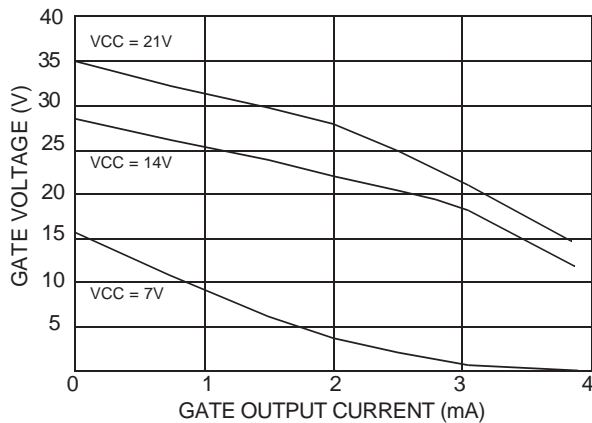 40
VCC = 21V
35
30
25
VCC = 14V
20
15
10
VCC = 7V
5
0
1
2
3
4
GATE VOLTAGE (V)
GATE OUTPUT CURRENT (mA)